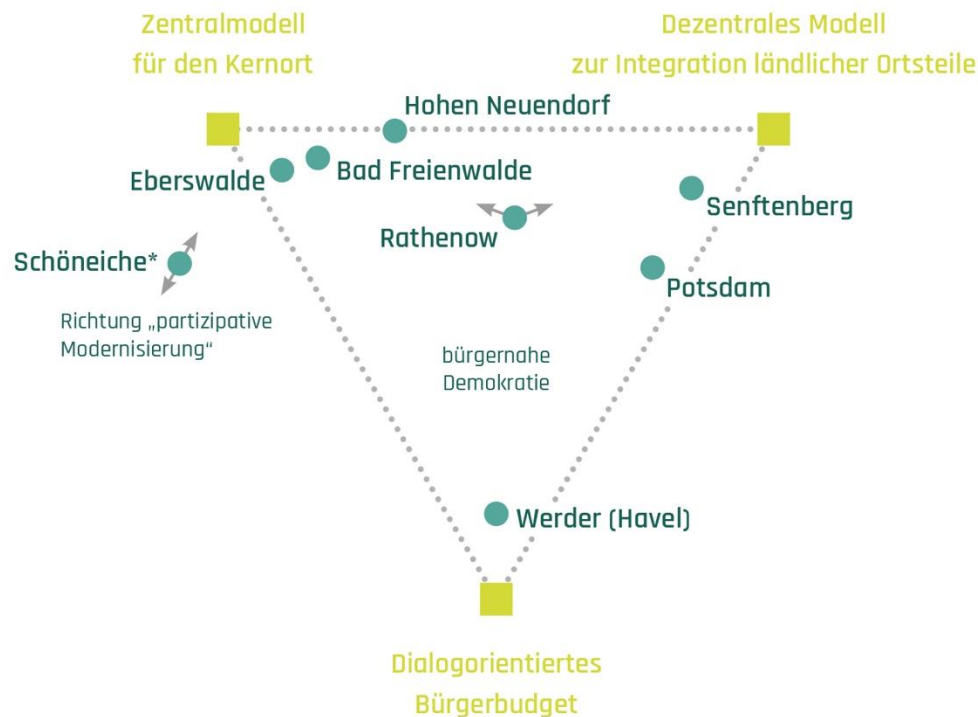 Zentralmodell
für den Kernort
Dezentrales Modell
zur Integration ländlicher Ortsteile
Hohen Neuendorf
Bad Freienwalde
Eberswalde
Senftenberg
Rathenow
Schöneiche*
Potsdam
Richtung „partizipative
Modernisierung“
bürgernahe
Demokratie
Werder (Havel)
Dialogorientiertes
Bürgerbudget